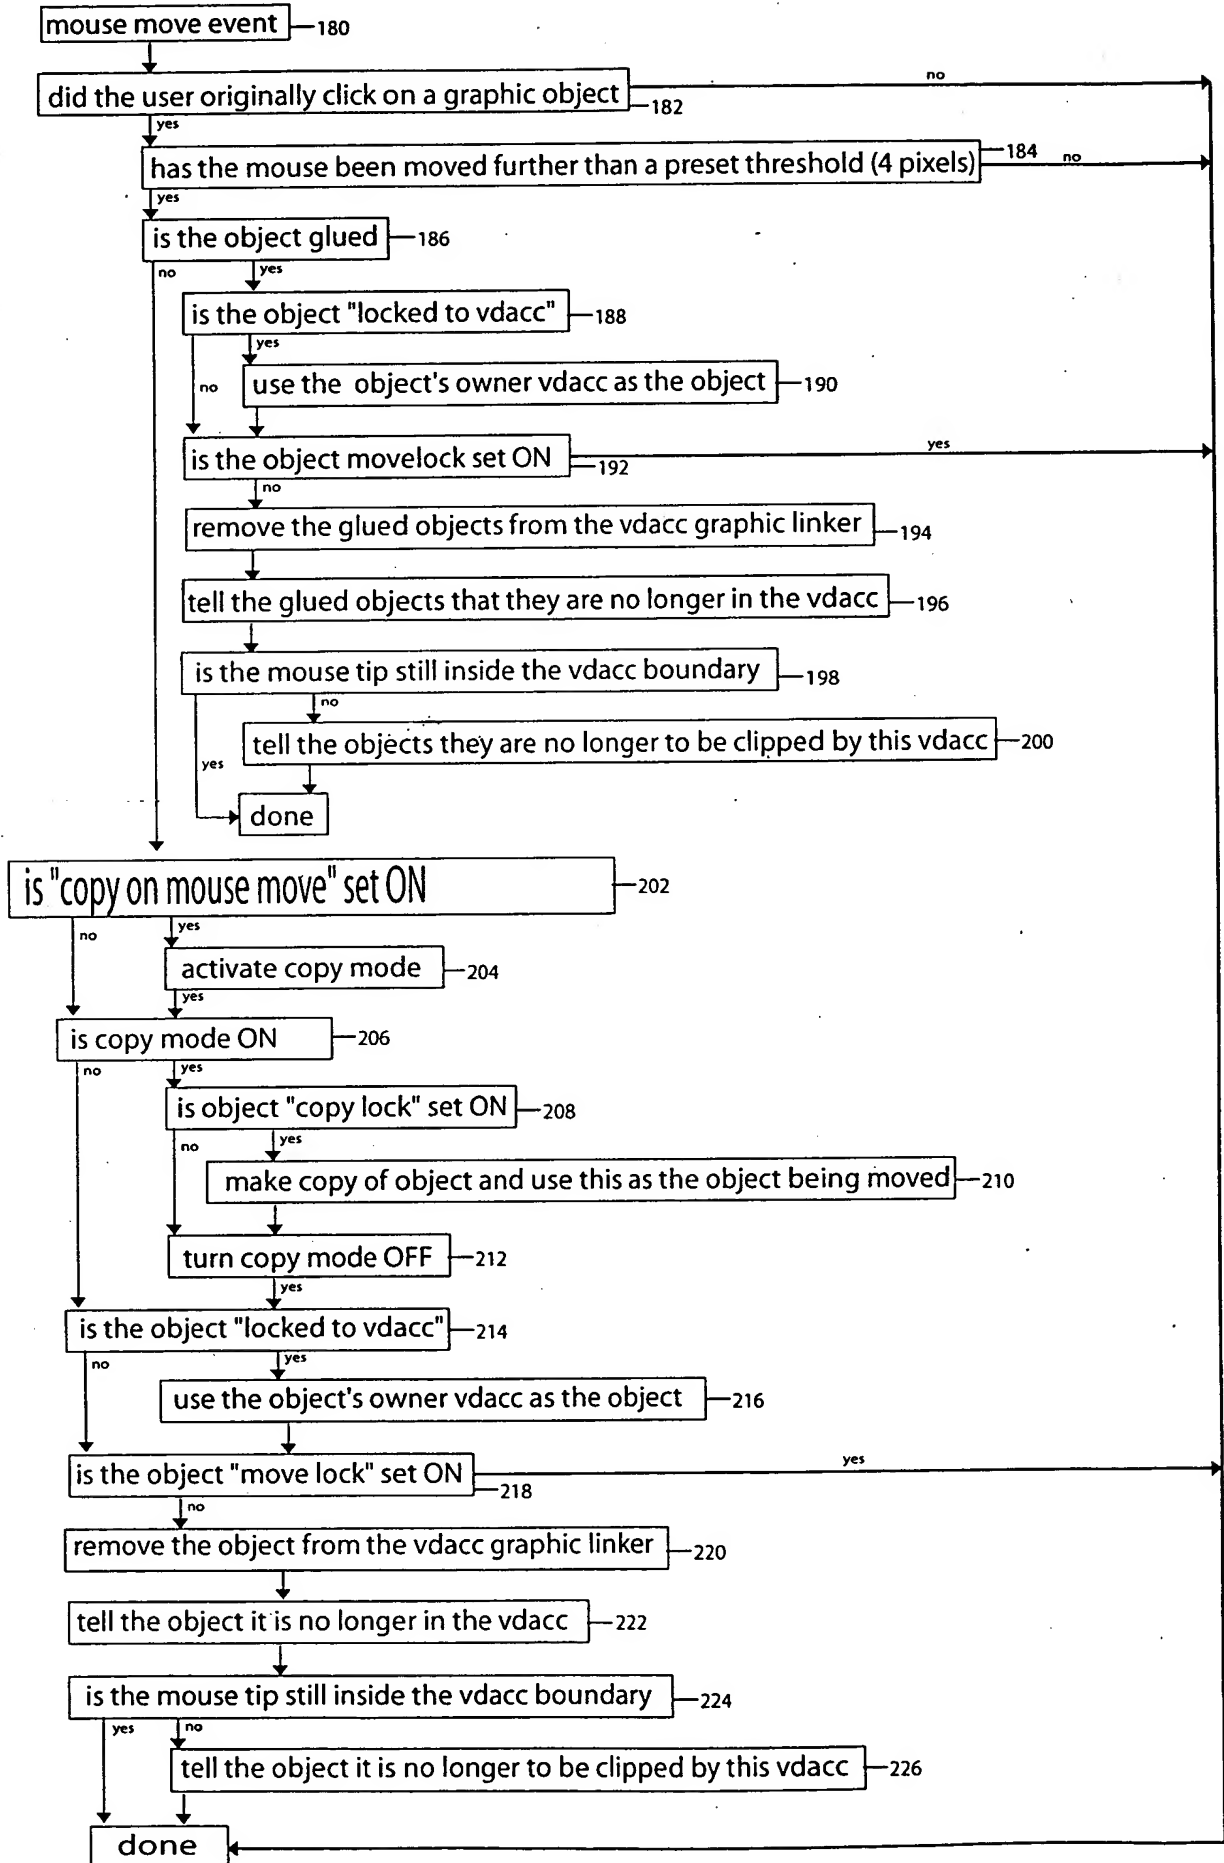 mouse move event 180
did the user originally click on a graphic object 182 no
yes
has the mouse been moved further than a preset threshold (4 pixels) 184 no
yes
is the object glued 186
no yes
is the object "locked to vdacc" 188
yes
no
use the object's owner vdacc as the object 190
is the object movelock set ON 192 yes
no
remove the glued objects from the vdacc graphic linker 194
tell the glued objects that they are no longer in the vdacc 196
is the mouse tip still inside the vdacc boundary 198
no
tell the objects they are no longer to be clipped by this vdacc 200
yes
done
is "copy on mouse move" set ON 202
no yes
activate copy mode 204
yes
is copy mode ON 206
no yes
is object "copy lock" set ON 208
no yes
make copy of object and use this as the object being moved 210
turn copy mode OFF 212
yes
is the object "locked to vdacc" 214
no yes
use the object's owner vdacc as the object 216
is the object "move lock" set ON 218 yes
no
remove the object from the vdacc graphic linker 220
tell the object it is no longer in the vdacc 222
is the mouse tip still inside the vdacc boundary 224
yes no
tell the object it is no longer to be clipped by this vdacc 226
done